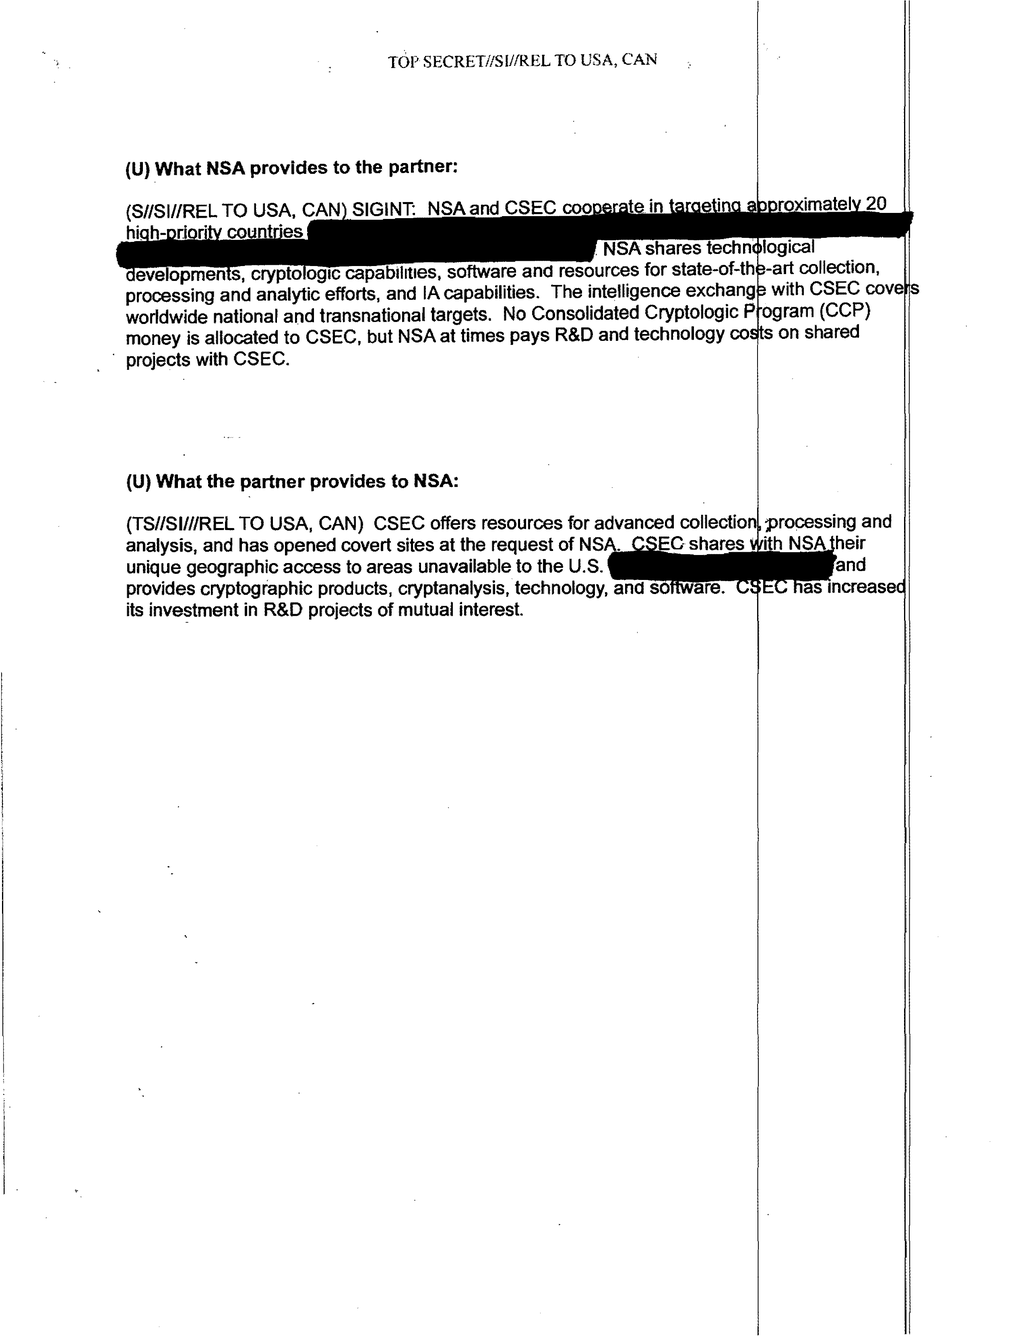 TOP SECRET//SI//REL TO USA, CAN
(U) What NSA provides to the partner:
(S//SI//REL TO USA, CAN) SIGINT: NSA and CSEC cooperate in targeting approximately 20
high-priority countries
NSA shares technological
developments, cryptologic capabilities, software and resources for state-of-the-art collection,
processing and analytic efforts, and IA capabilities. The intelligence exchange with CSEC covers
worldwide national and transnational targets. No Consolidated Cryptologic Program (CCP)
money is allocated to CSEC, but NSA at times pays R&D and technology costs on shared
projects with CSEC.
(U) What the partner provides to NSA:
(TS//SI///REL TO USA, CAN) CSEC offers resources for advanced collection, processing and
analysis, and has opened covert sites at the request of NSA. CSEC shares with NSA their
unique geographic access to areas unavailable to the U.S. and
provides cryptographic products, cryptanalysis, technology, and software. CSEC has increased
its investment in R&D projects of mutual interest.